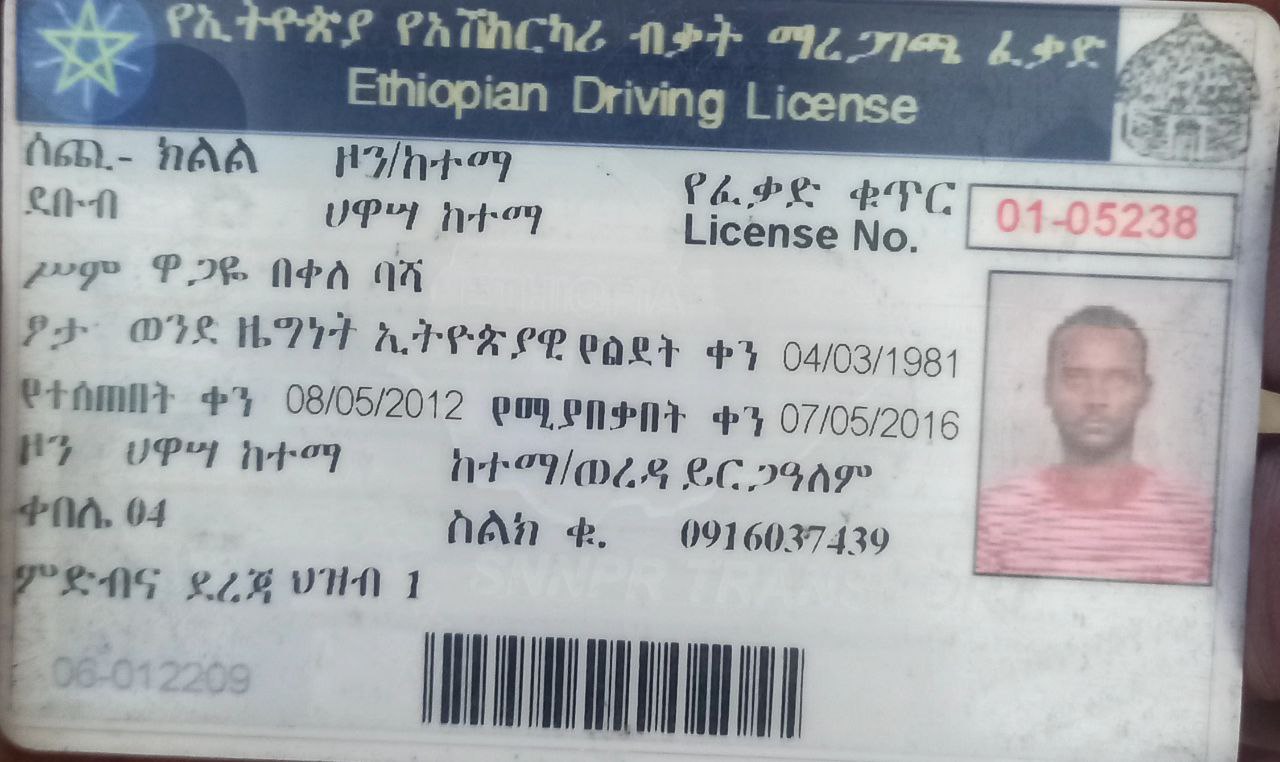 የኢትዮጵያ የአሽከርካሪ ብቃት ማረጋገጫ ፈቃድ
Ethiopian Driving License
ሰጪ- ክልል ዞን/ከተማ
ደቡብ ሀዋሣ ከተማ
የፈቃድ ቁጥር
License No. 01-05238
ሥም ዋጋዬ በቀለ ባሻ
ፆታ ወንድ ዜግነት ኢትዮጵያዊ የልደት ቀን 04/03/1981
የተሰጠበት ቀን 08/05/2012 የሚያበቃበት ቀን 07/05/2016
ዞን ሀዋሣ ከተማ ከተማ/ወረዳ ይርጋዓለም
ቀበሌ 04 ስልክ ቁ. 0916037439
ምድብና ደረጃ ህዝብ 1
SNNPR TRANS
06-012209